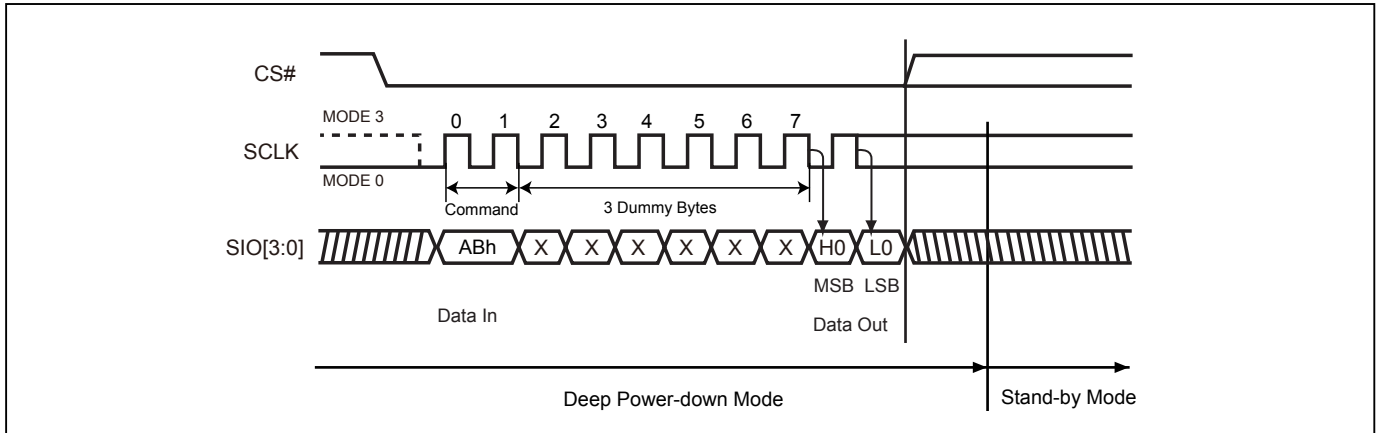 CS#
MODE 3
0 1 2 3 4 5 6 7
SCLK
MODE 0
Command
3 Dummy Bytes
SIO[3:0]
ABh X X X X X X H0 L0
MSB LSB
Data In
Data Out
Deep Power-down Mode
Stand-by Mode